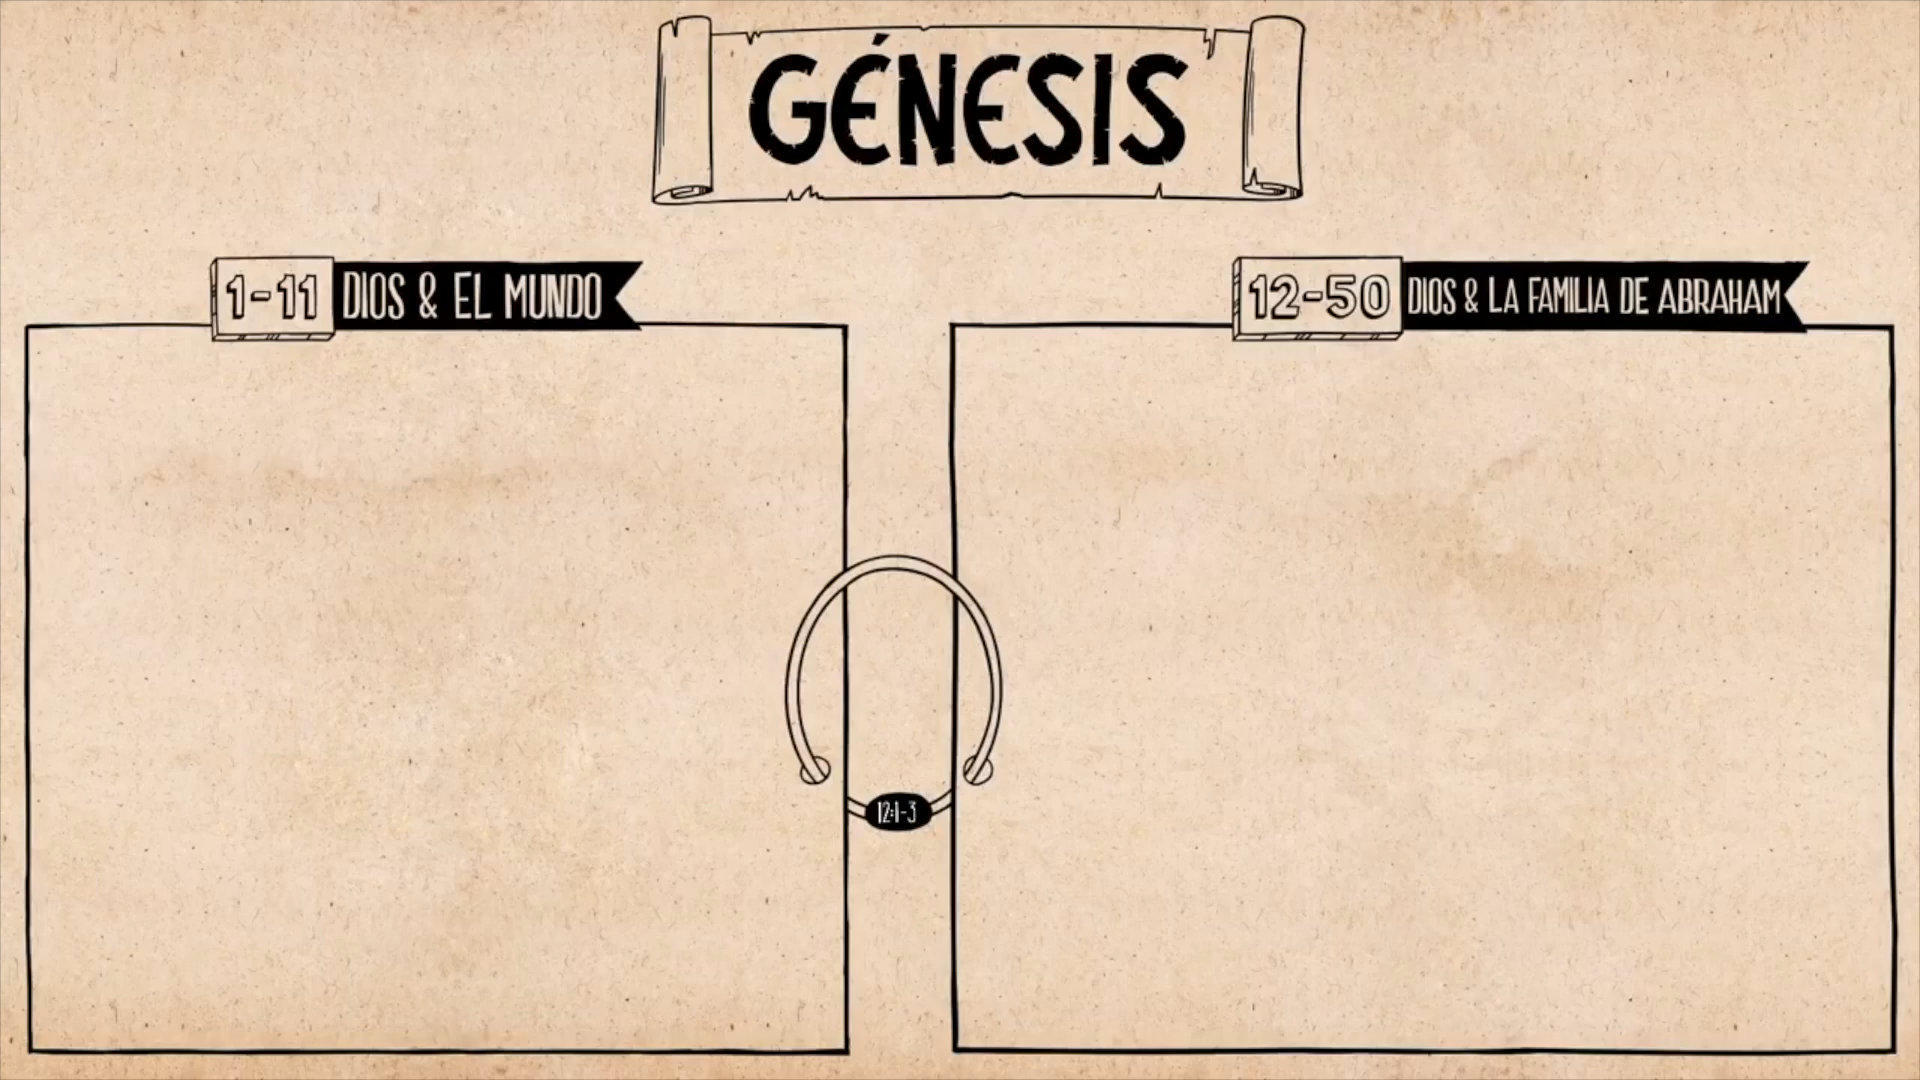 GÉNESIS
1-11 DIOS & EL MUNDO
12-50 DIOS & LA FAMILIA DE ABRAHAM
12:1-3